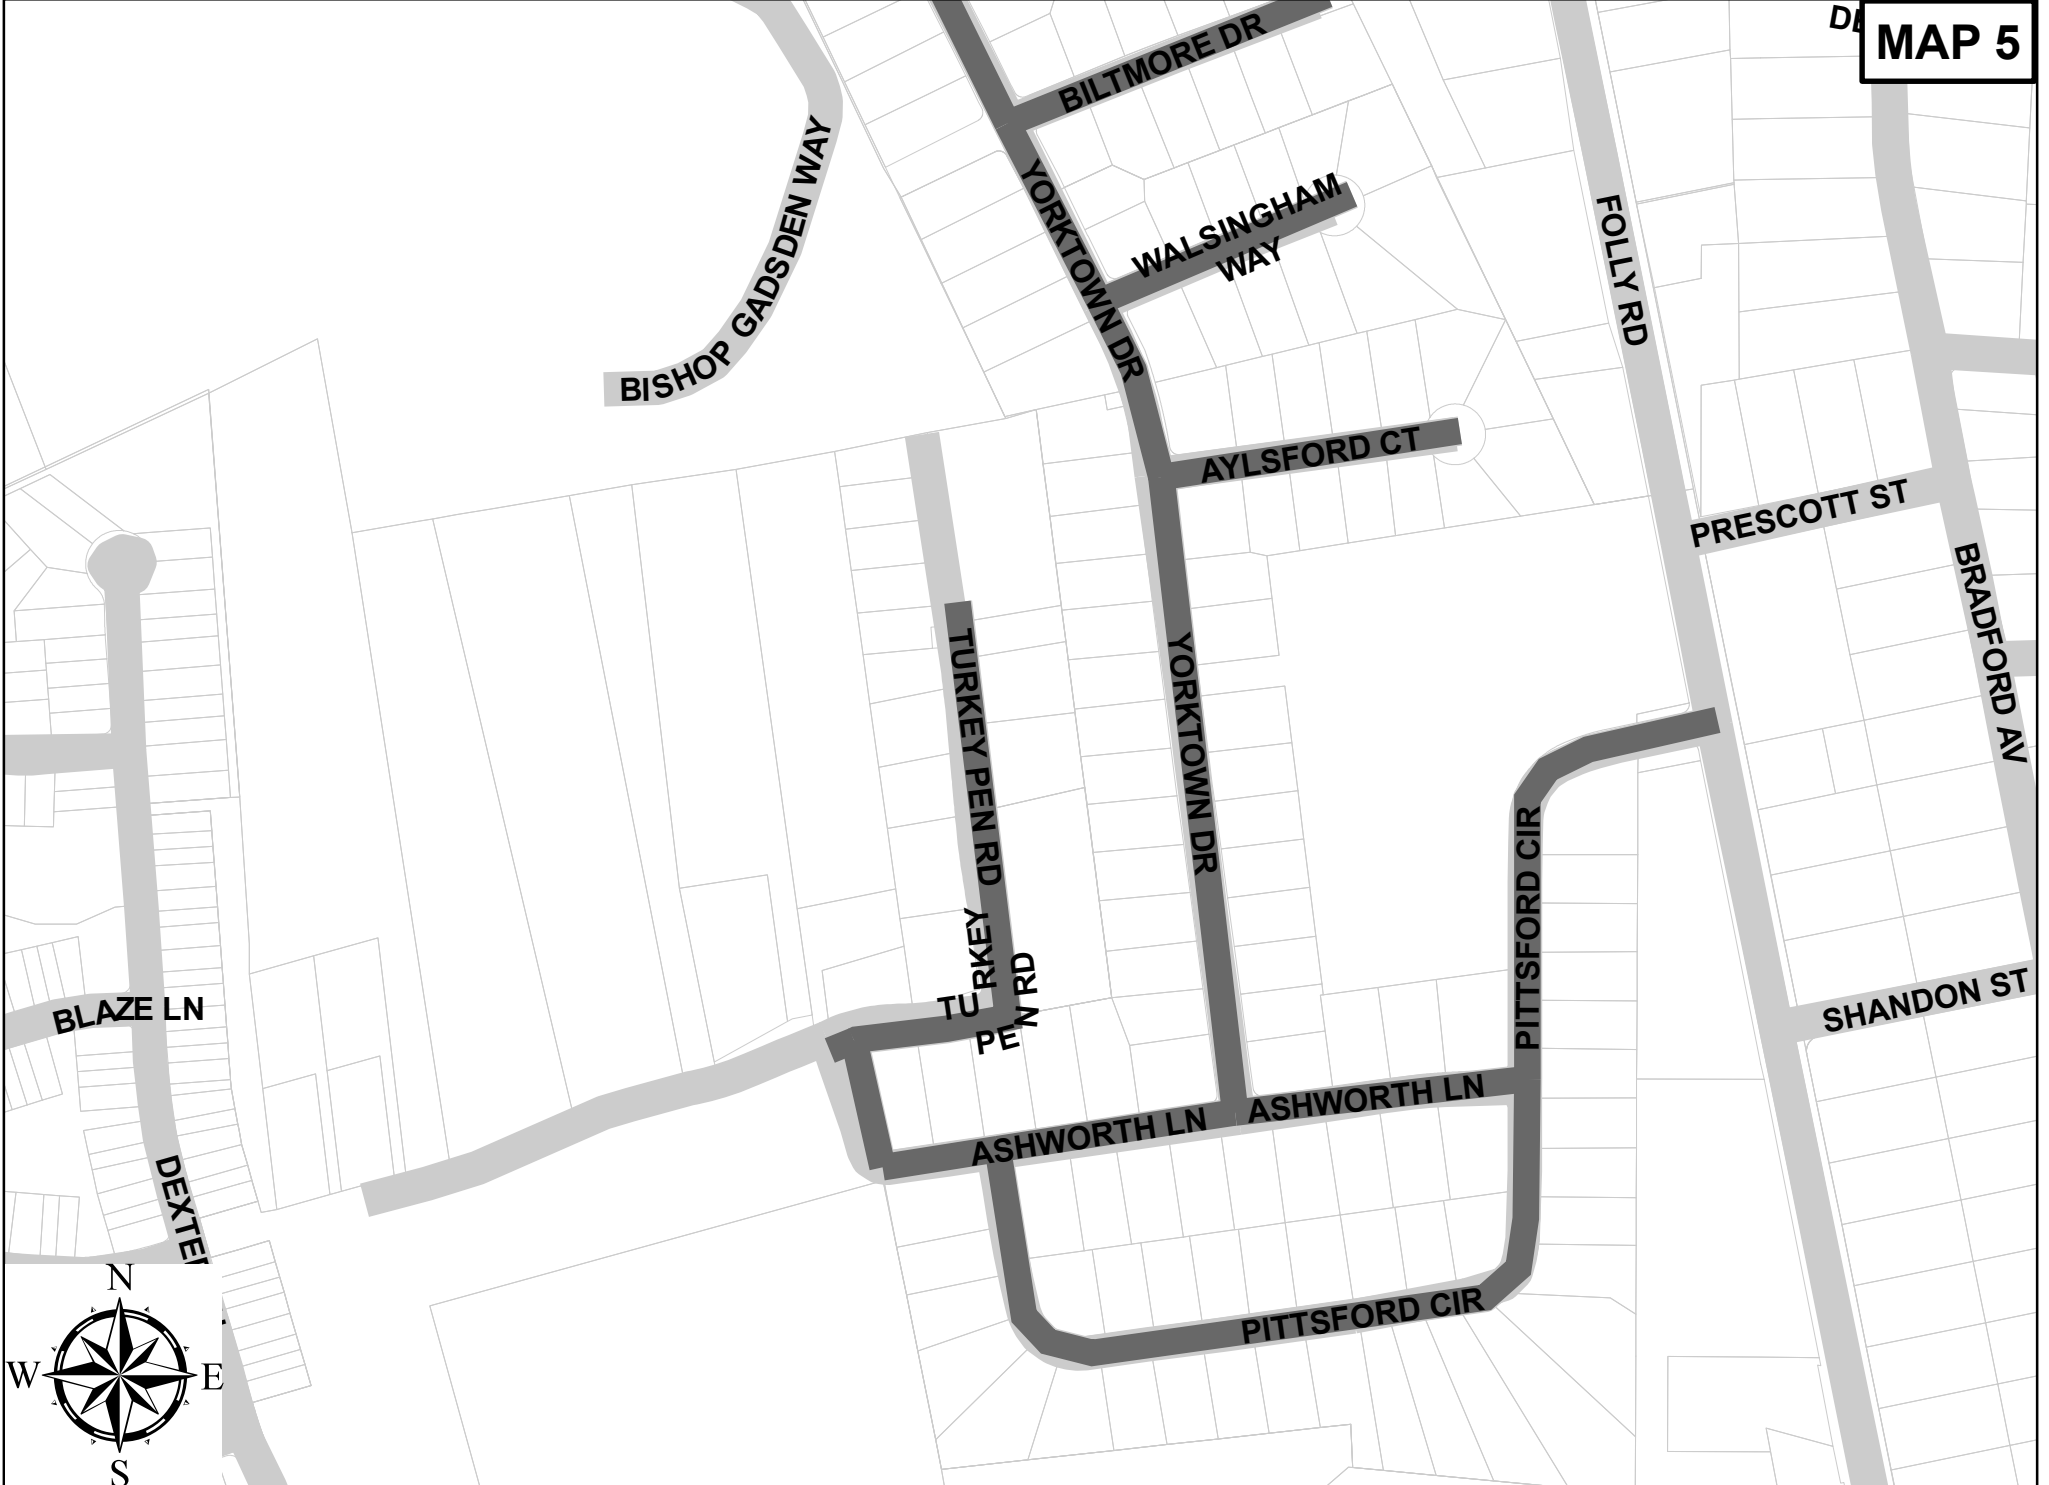 MAP 5
BILTMORE DR
BISHOP GADSDEN WAY
YORKTOWN DR
WALSINGHAM
WAY
FOLLY RD
AYLSFORD CT
PRESCOTT ST
BRADFORD AV
TURKEY PEN RD
YORKTOWN DR
PITTSFORD CIR
TURKEY
PEN RD
BLAZE LN
SHANDON ST
ASHWORTH LN
ASHWORTH LN
PITTSFORD CIR
N
W
E
S